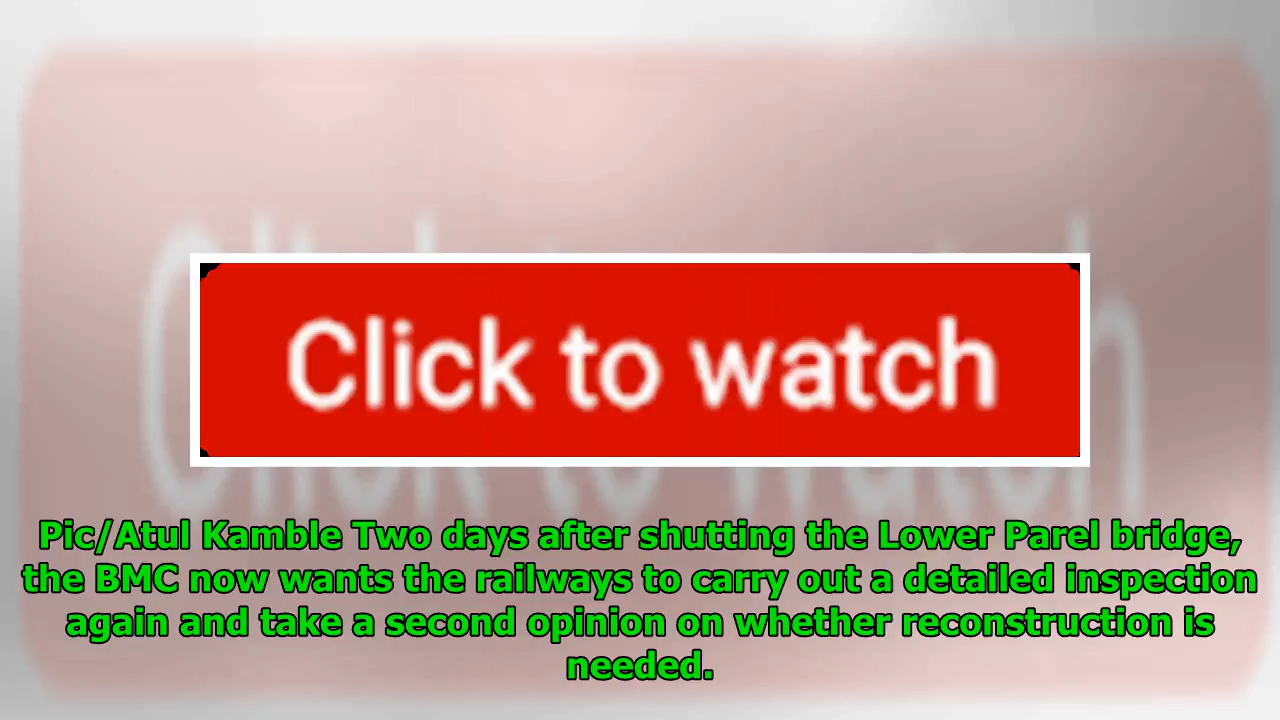 Click to watch
Pic/Atul Kamble Two days after shutting the Lower Parel bridge,
the BMC now wants the railways to carry out a detailed inspection
again and take a second opinion on whether reconstruction is
needed.